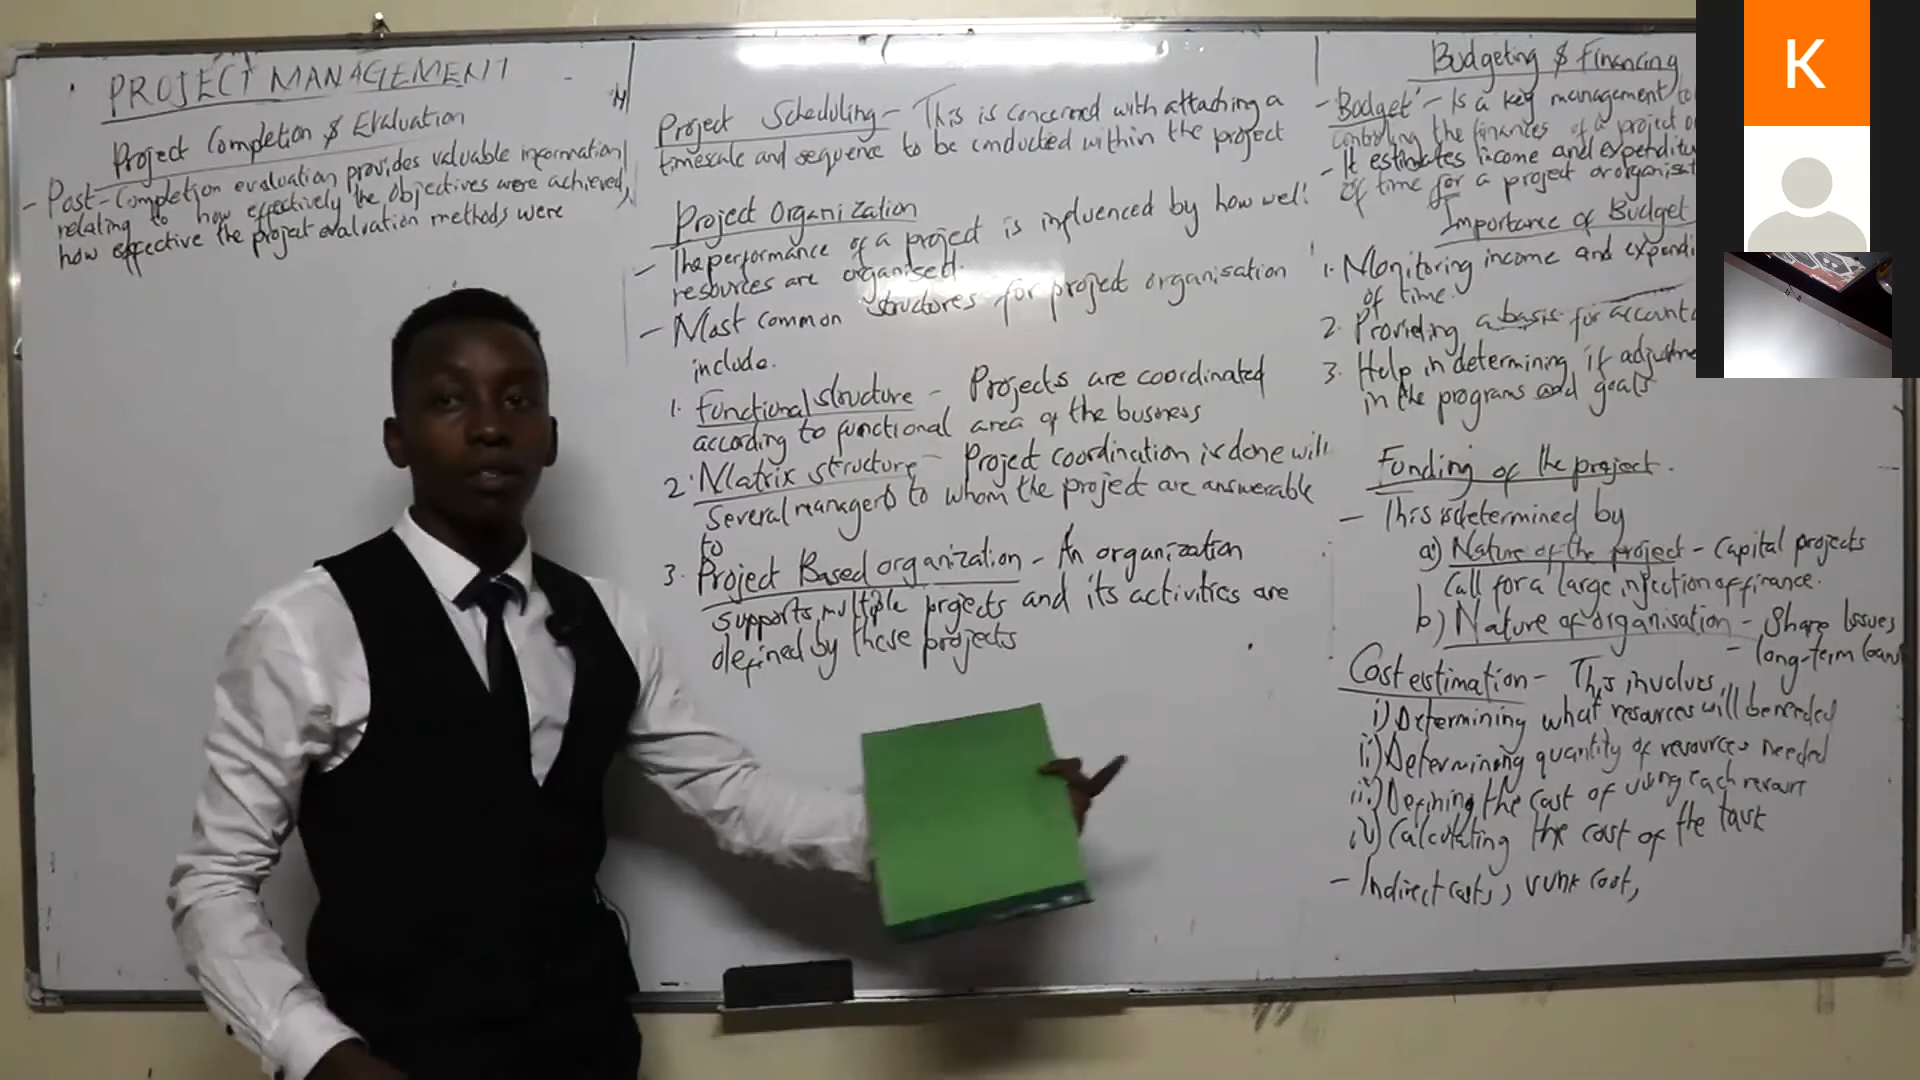 PROJECT MANAGEMENT
Project Completion & Evaluation
- Post-Completion evaluation provides valuable information
relating to how effectively the objectives were achieved,
how effective the project evaluation methods were
Project Scheduling - This is concerned with attaching a
timescale and sequence to be conducted within the project
Project Organization
- The performance of a project is influenced by how well
resources are organised.
- Most common structures for project organisation
include.
1. Functional structure - Projects are coordinated
according to functional area of the business
2. Matrix structure - Project coordination is done will
several managers to whom the project are answerable
to
3. Project Based organization - An organization
supports multiple projects and its activities are
defined by those projects
Budgeting & Financing
- Budget - Is a key management to
controling the finances of a project o
- It estimates income and expenditu
of time for a project or organisat
Importance of Budget
1. Monitoring income and expendi
of time.
2. Providing a basis for account
3. Help in determining if adjustme
in the programs and goals
Funding of the project.
- This is determined by
a) Nature of the project - Capital projects
Call for a large injection of finance.
b) Nature of organisation - Share Issues
- long-term loans
Cost estimation - This involves
i) Determining what resources will be needed
ii) Determining quantity of resources needed
iii) Defining the cost of using each resource
iv) Calculating the cost of the task
- Indirect costs, sunk cost,
K